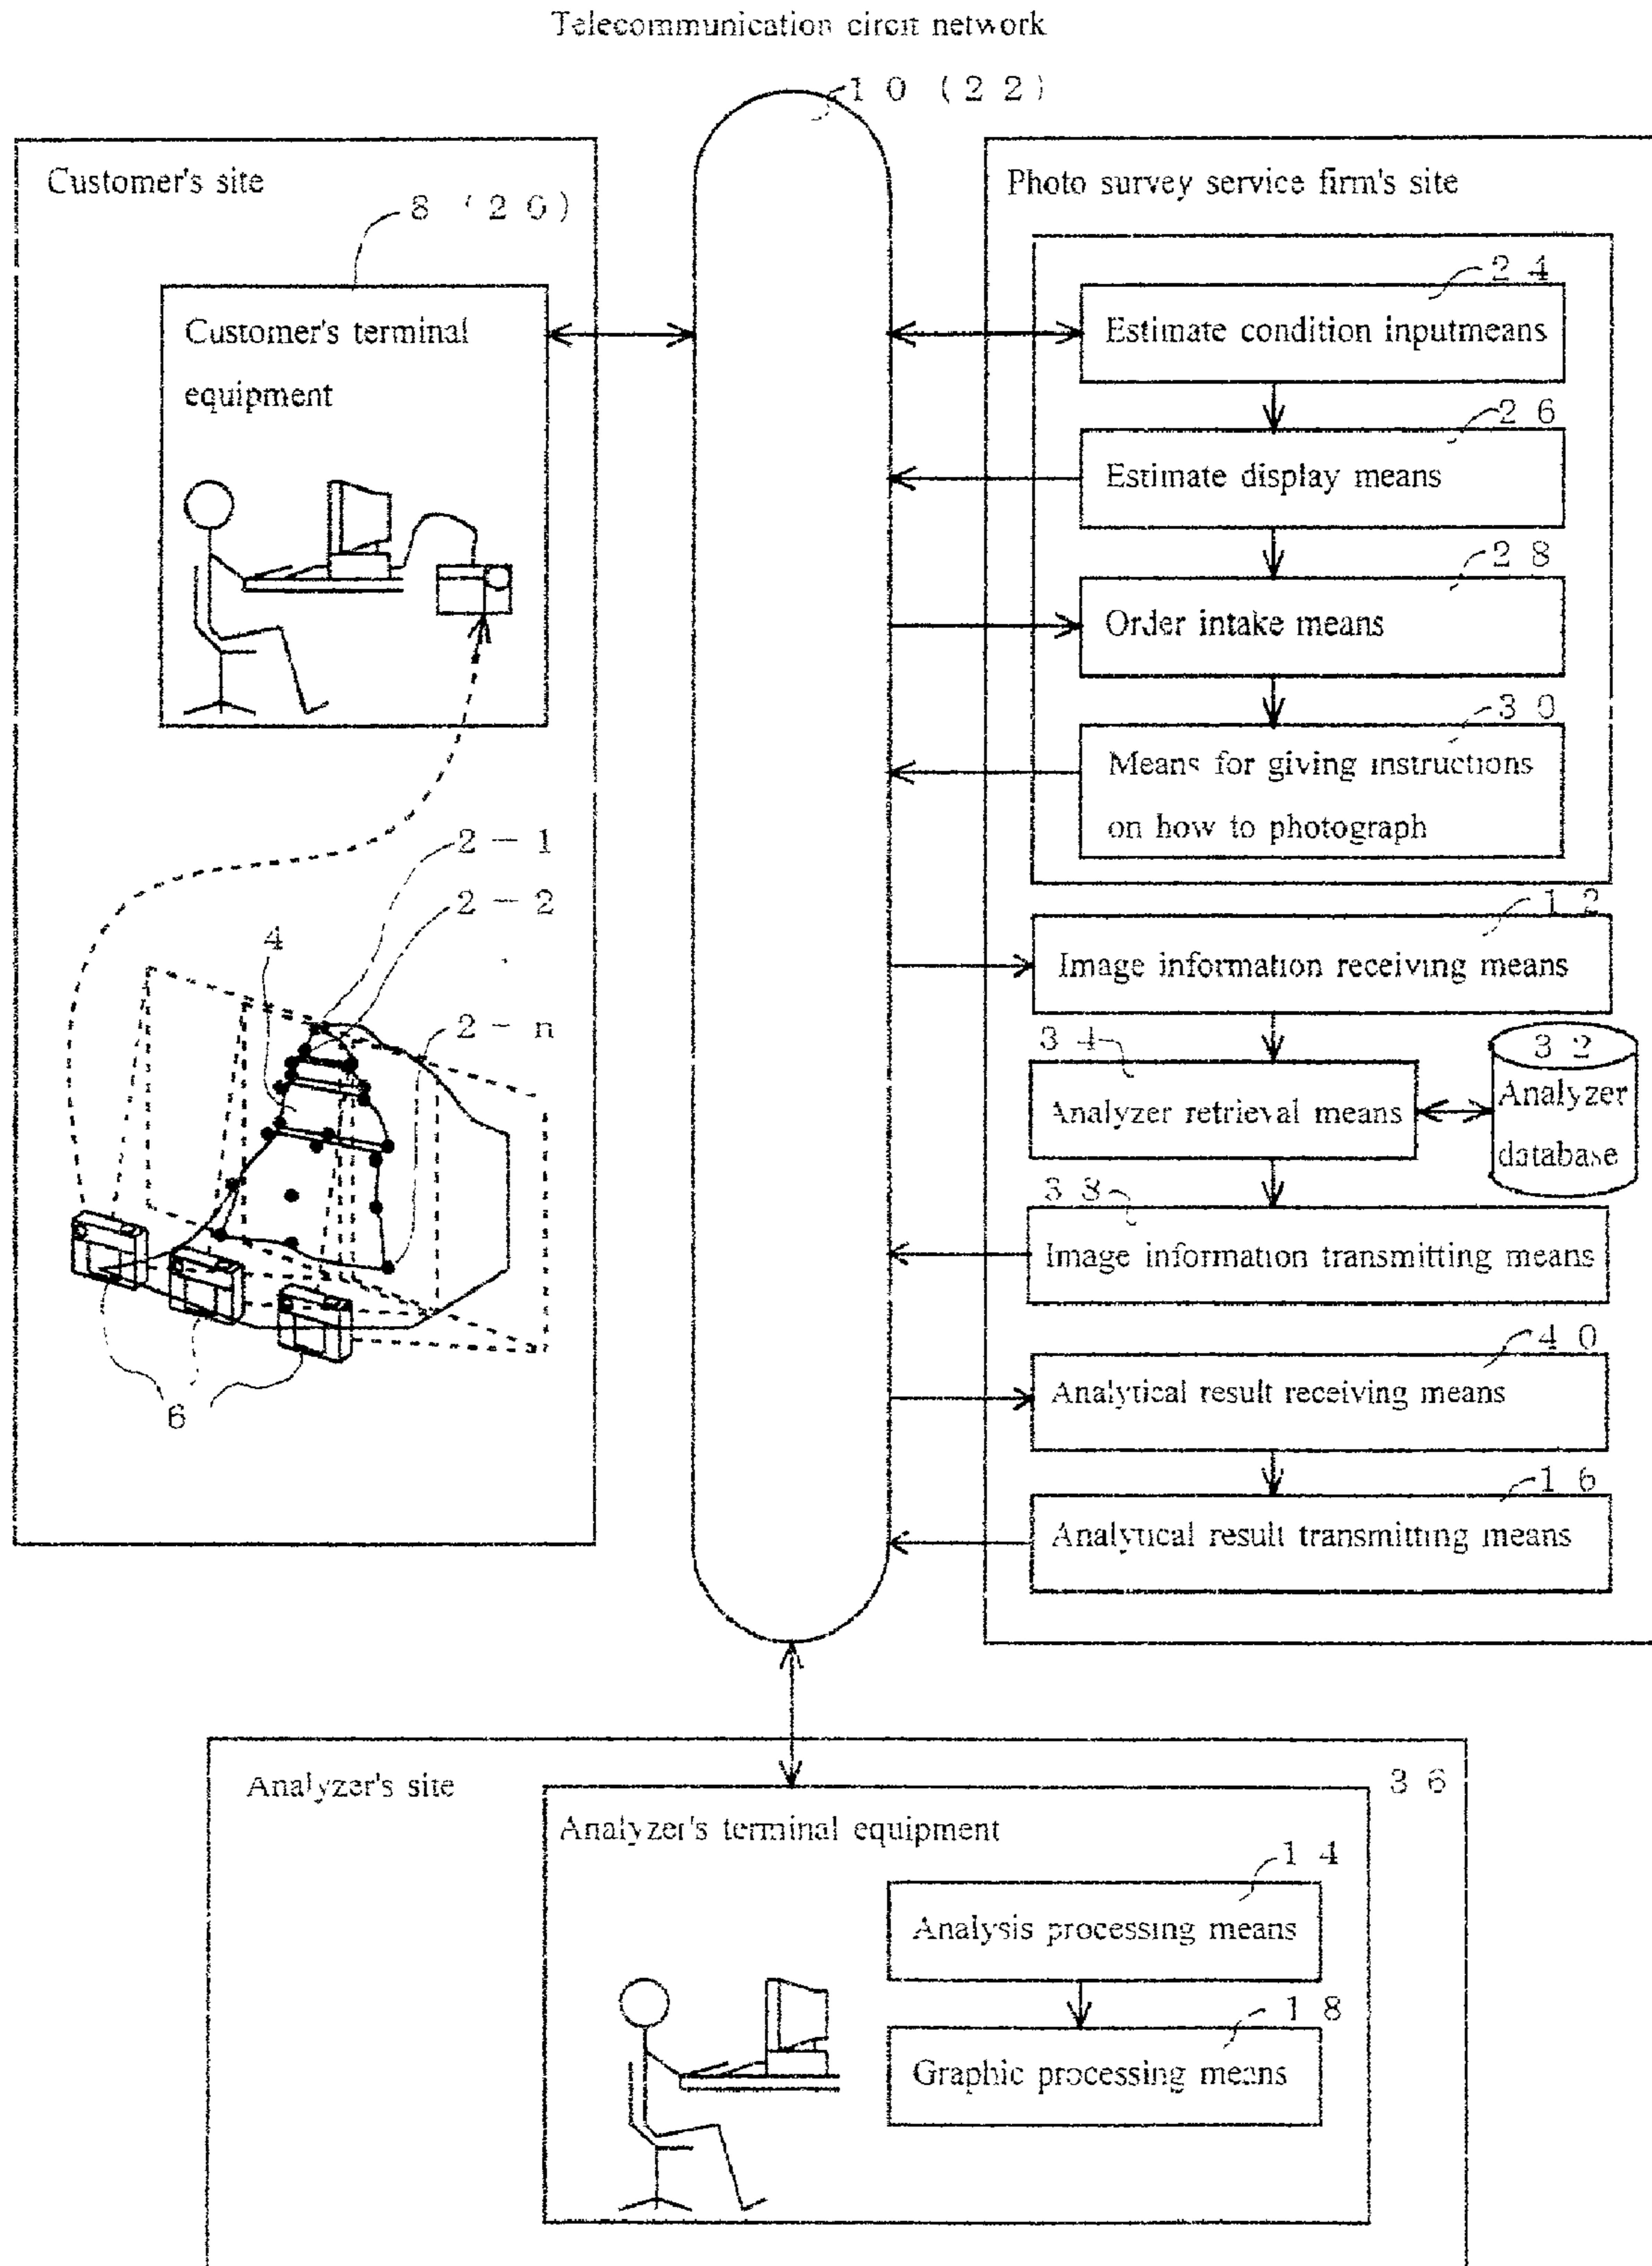 Telecommunication circit network
10 (22)
Customer's site
8 (20)
Customer's terminal
equipment
2-1
2-2
4
2-n
6
Photo survey service firm's site
24
Estimate condition inputmeans
26
Estimate display means
28
Order intake means
30
Means for giving instructions
on how to photograph
12
Image information receiving means
34
Analyzer retrieval means
32
Analyzer
database
38
Image information transmitting means
40
Analytical result receiving means
16
Analytical result transmitting means
Analyzer's site
36
Analyzer's terminal equipment
14
Analysis processing means
18
Graphic processing means